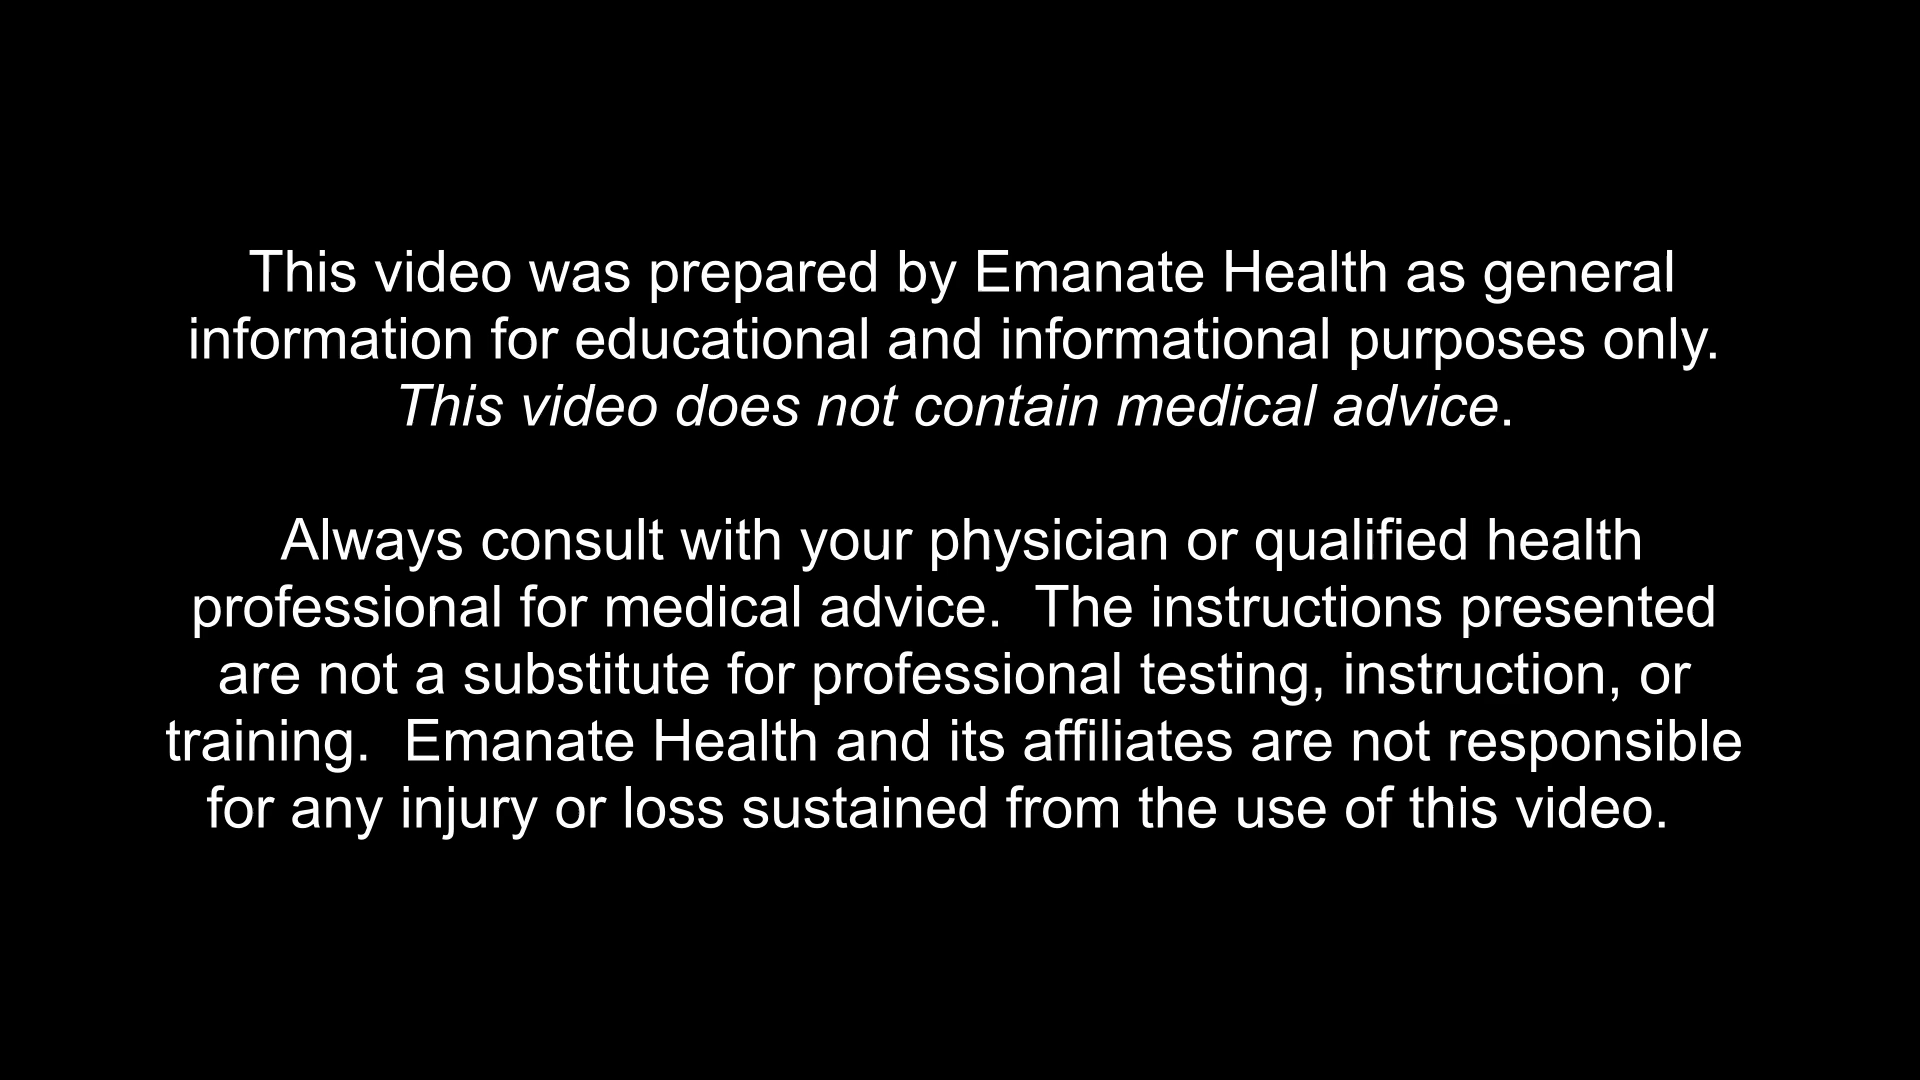 This video was prepared by Emanate Health as general
information for educational and informational purposes only.
This video does not contain medical advice.
Always consult with your physician or qualified health
professional for medical advice.  The instructions presented
are not a substitute for professional testing, instruction, or
training.  Emanate Health and its affiliates are not responsible
for any injury or loss sustained from the use of this video.